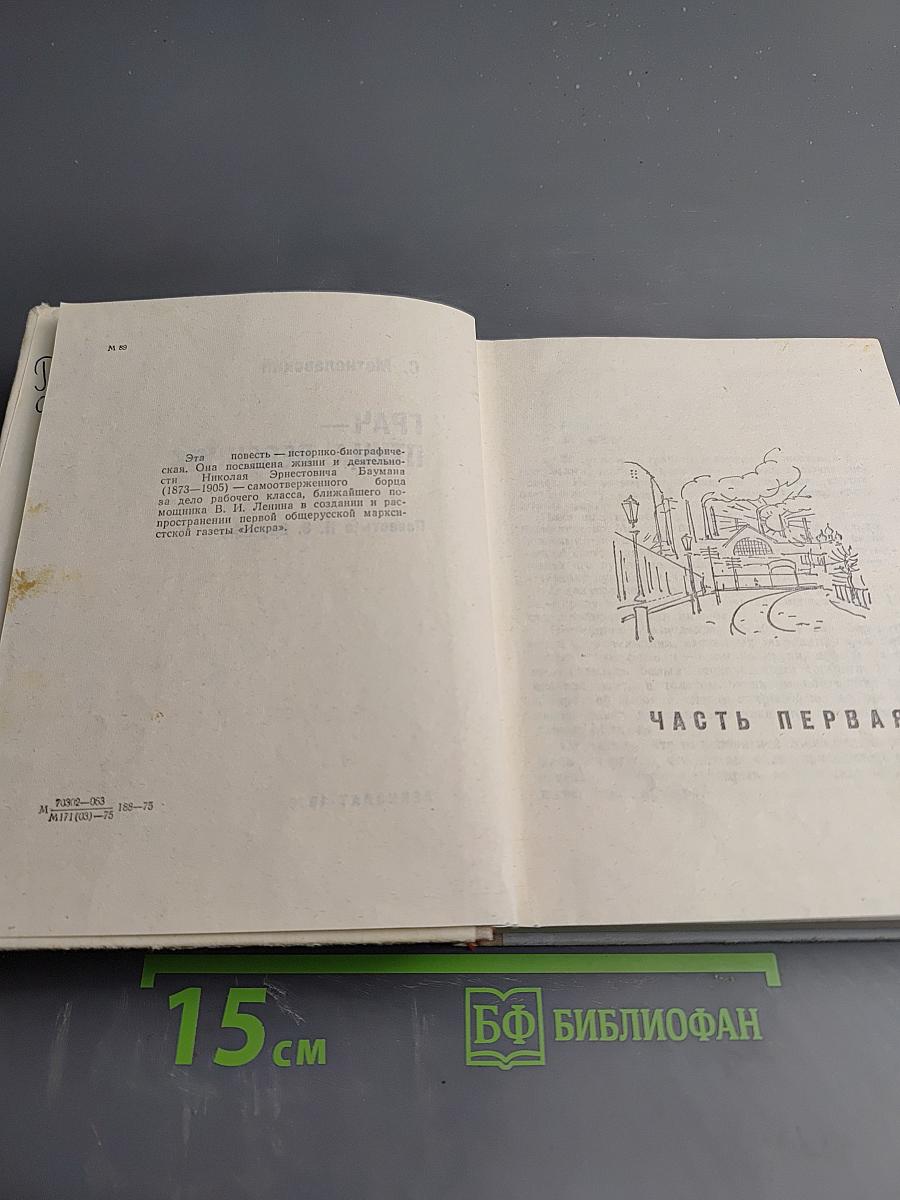 М 89
Эта повесть — историко-биографиче-
ская. Она посвящена жизни и деятельно-
сти Николая Эрнестовича Баумана
(1873—1905) — самоотверженного борца
за дело рабочего класса, ближайшего по-
мощника В. И. Ленина в создании и рас-
пространении первой общерусской маркси-
стской газеты «Искра».
М 70302—063
М171(03)—75 188—75
ЧАСТЬ ПЕРВАЯ
15 см
БФ БИБЛИОФАН